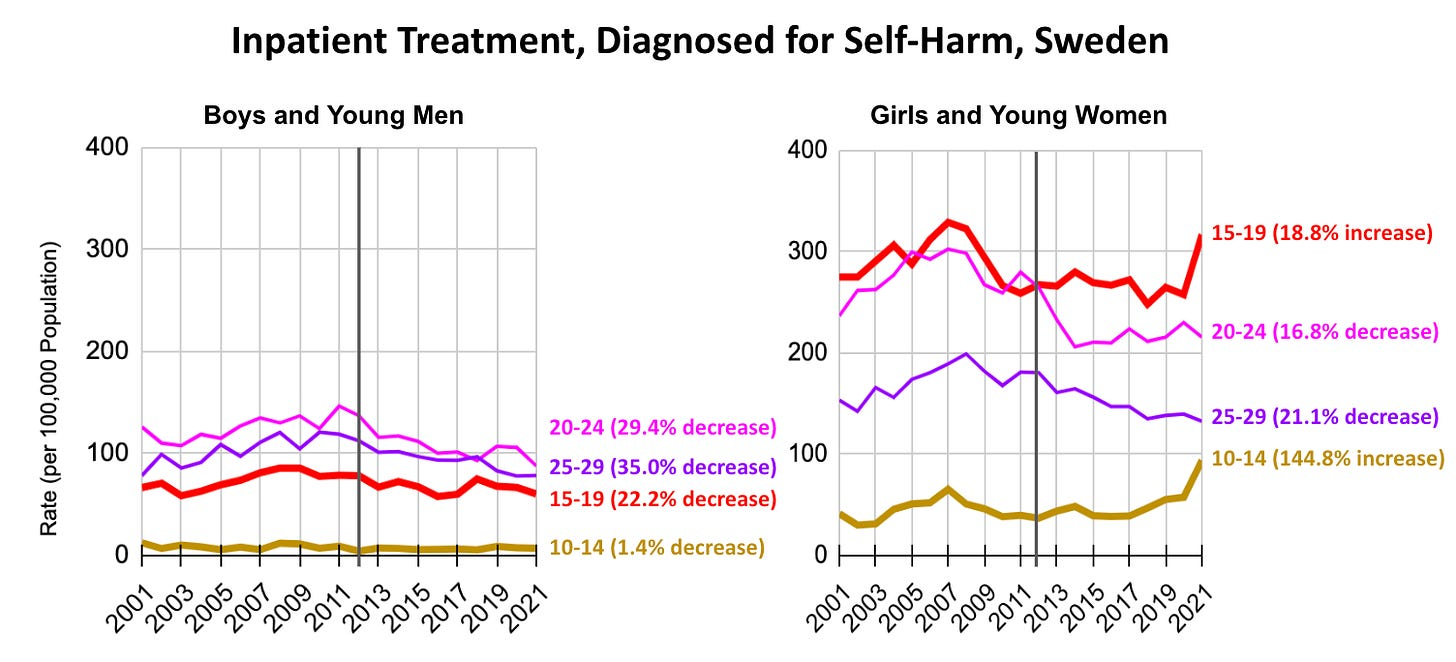 Inpatient Treatment, Diagnosed for Self-Harm, Sweden
Boys and Young Men
Rate (per 100,000 Population)
400
300
200
100
0
2001
2003
2005
2007
2009
2011
2013
2015
2017
2019
2021
20-24 (29.4% decrease)
25-29 (35.0% decrease)
15-19 (22.2% decrease)
10-14 (1.4% decrease)
Girls and Young Women
400
300
200
100
0
2001
2003
2005
2007
2009
2011
2013
2015
2017
2019
2021
15-19 (18.8% increase)
20-24 (16.8% decrease)
25-29 (21.1% decrease)
10-14 (144.8% increase)